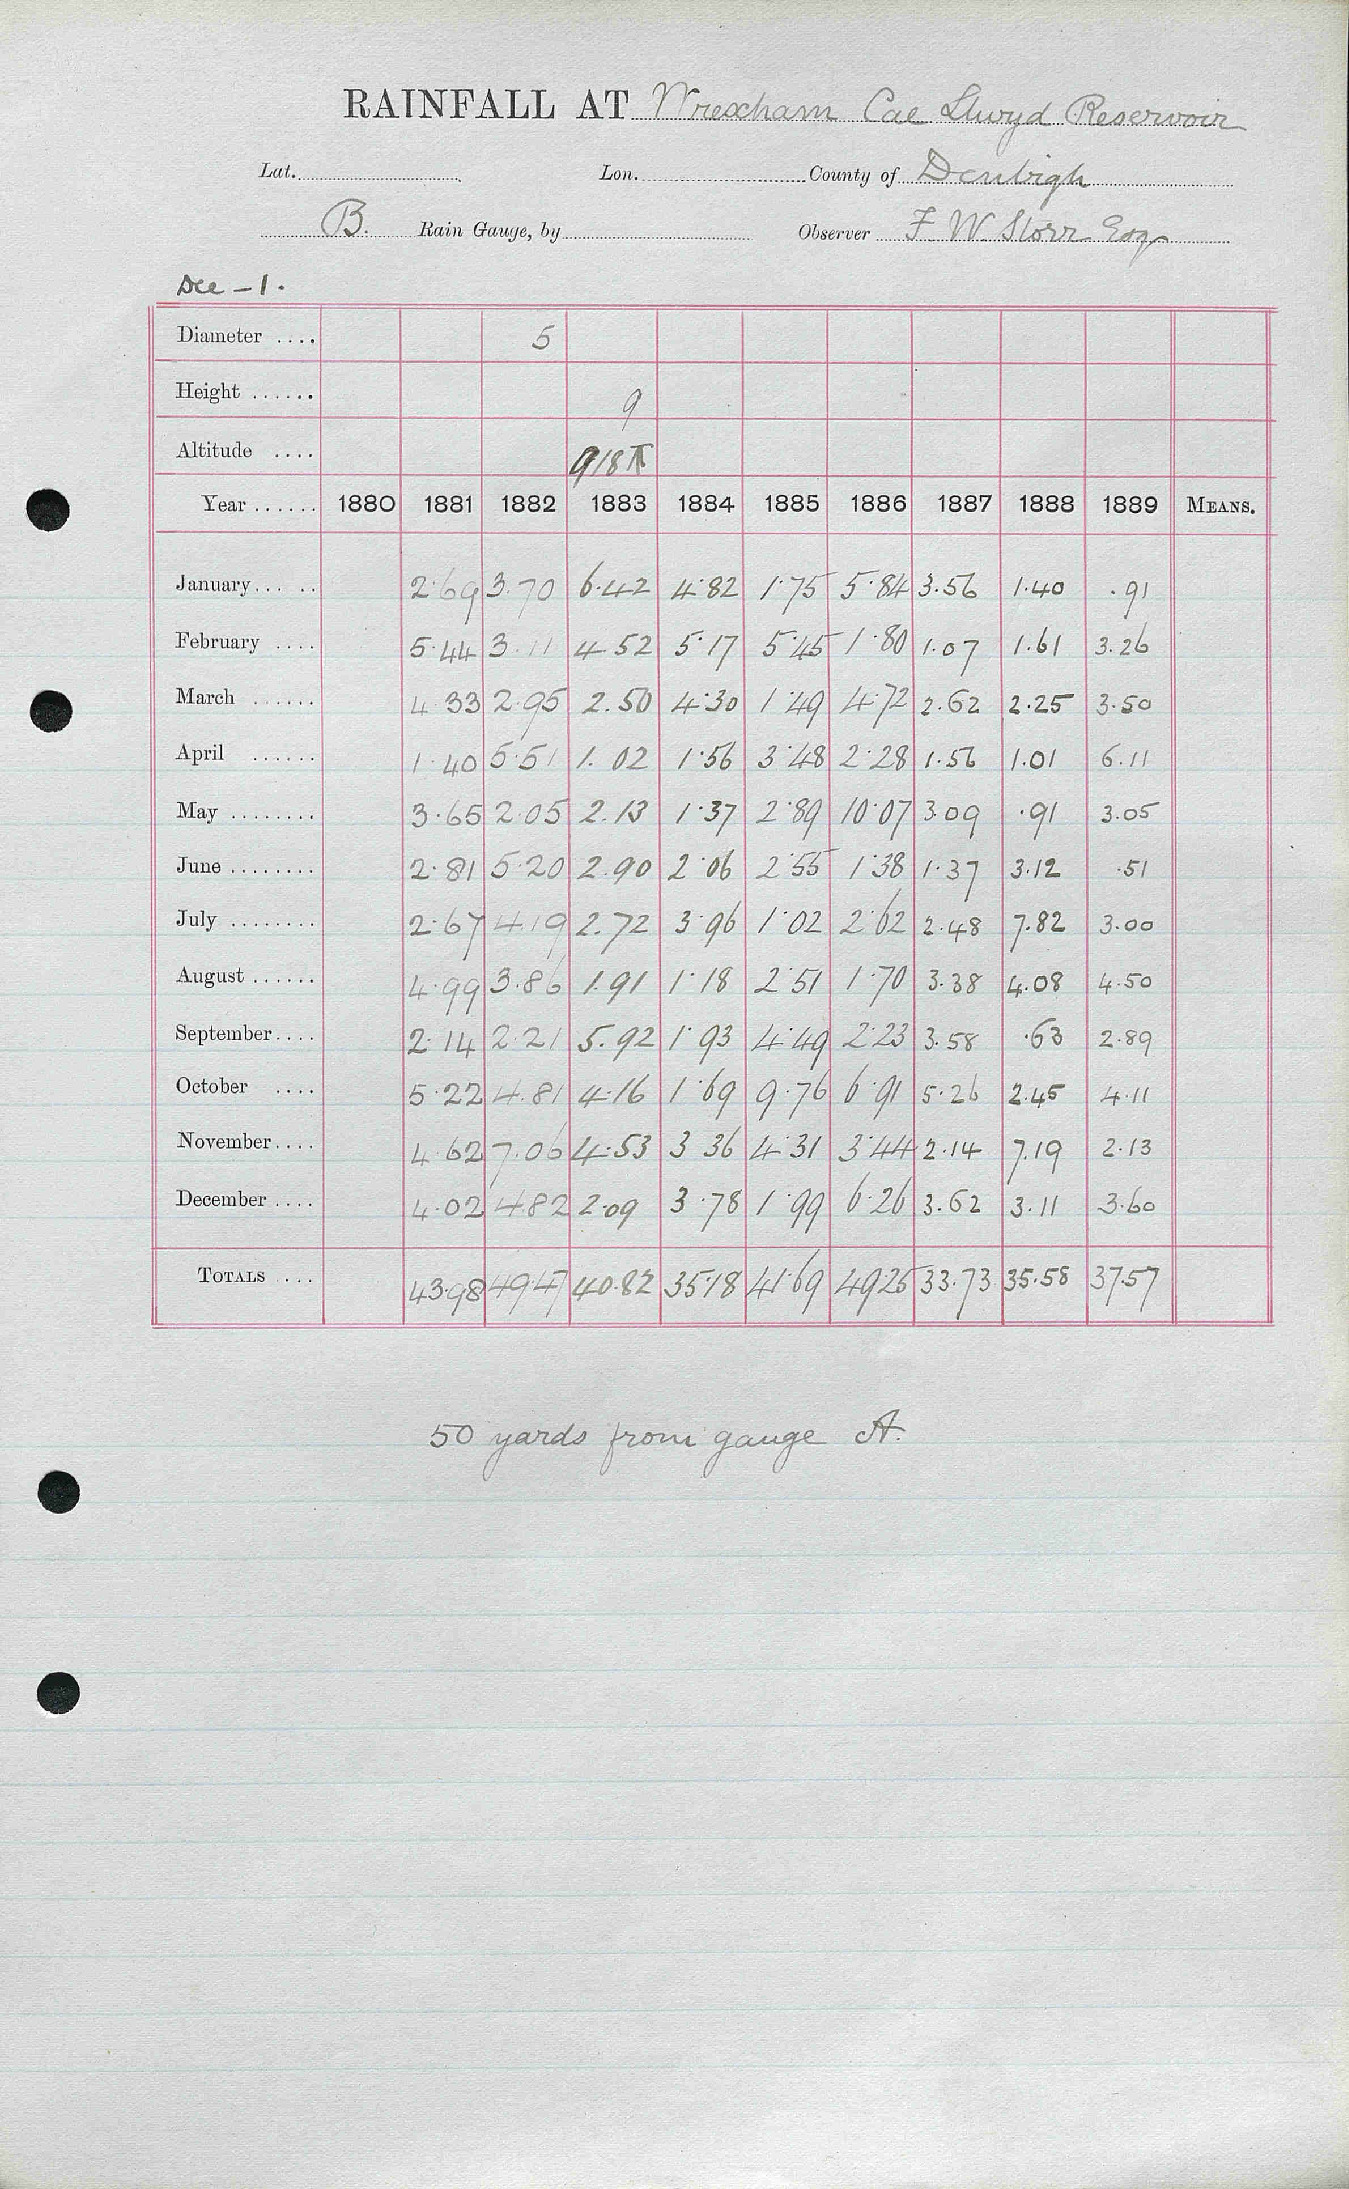 RAINFALL AT Wrexham Cae Llwyd Reservoir
Lat. Lon. County of Denbigh
B. Rain Gauge, by Observer F W Storr Esq
Dee - 1.
Diameter .... 5
Height ...... 9
Altitude .... 918 T
Year ...... 1880 1881 1882 1883 1884 1885 1886 1887 1888 1889 MEANS.
January... .. 2.69 3.70 6.42 4.82 1.75 5.84 3.56 1.40 .91
February .... 5.44 3.11 4.52 5.17 5.45 1.80 1.07 1.61 3.26
March ...... 4.33 2.95 2.50 4.30 1.49 4.72 2.62 2.25 3.50
April ...... 1.40 5.51 1.02 1.56 3.48 2.28 1.56 1.01 6.11
May ........ 3.65 2.05 2.13 1.37 2.89 10.07 3.09 .91 3.05
June ........ 2.81 5.20 2.90 2.06 2.55 1.38 1.37 3.12 .51
July ........ 2.67 4.19 2.72 3.96 1.02 2.62 2.48 7.82 3.00
August ...... 4.99 3.86 1.91 1.18 2.51 1.70 3.38 4.08 4.50
September.... 2.14 2.21 5.92 1.93 4.49 2.23 3.58 .63 2.89
October .... 5.22 4.81 4.16 1.69 9.76 6.91 5.26 2.45 4.11
November.... 4.62 7.06 4.53 3.36 4.31 3.44 2.14 7.19 2.13
December .... 4.02 4.82 2.09 3.78 1.99 6.26 3.62 3.11 3.60
TOTALS .... 43.98 49.47 40.82 35.18 41.69 49.25 33.73 35.58 37.57
50 yards from gauge A.